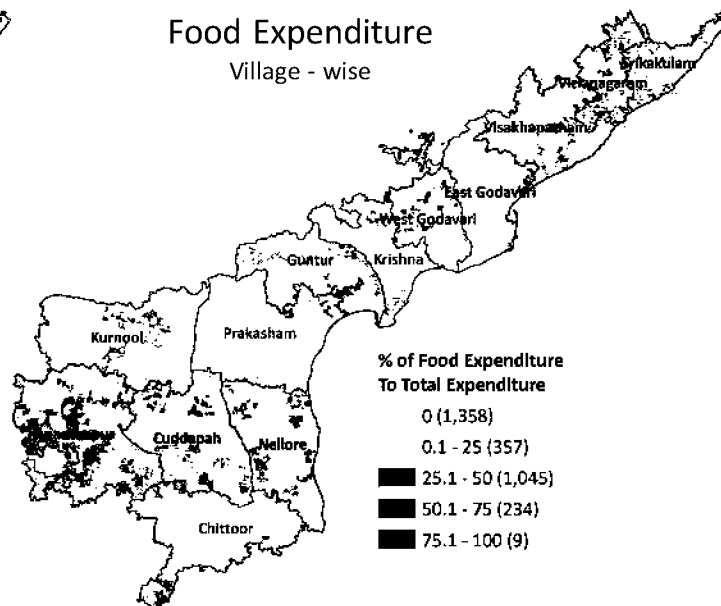 Food Expenditure
Village - wise
Srikakulam
Vizianagaram
Visakhapatnam
East Godavari
West Godavari
Guntur
Krishna
Kurnool
Prakasham
Cuddapah
Nellore
Chittoor
% of Food Expenditure
To Total Expenditure
0 (1,358)
0.1 - 25 (357)
25.1 - 50 (1,045)
50.1 - 75 (234)
75.1 - 100 (9)